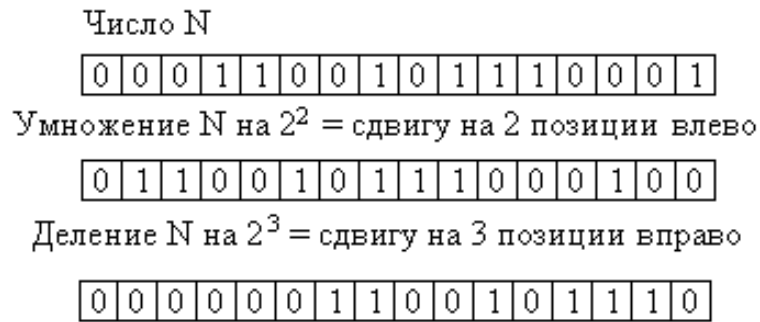 Число N
0 0 0 1 1 0 0 1 0 1 1 1 0 0 0 1
Умножение N на 2² = сдвигу на 2 позиции влево
0 1 1 0 0 1 0 1 1 1 0 0 0 1 0 0
Деление N на 2³ = сдвигу на 3 позиции вправо
0 0 0 0 0 0 1 1 0 0 1 0 1 1 1 0